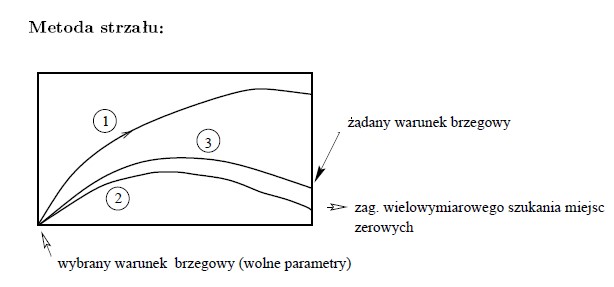 Metoda strzału:
1
żądany warunek brzegowy
3
2
zag. wielowymiarowego szukania miejsc
zerowych
wybrany warunek brzegowy (wolne parametry)